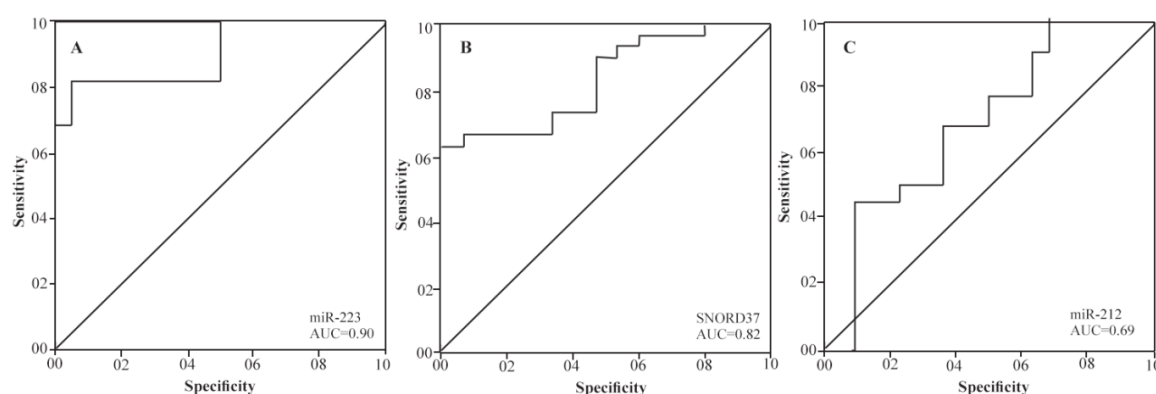 A
10
08
06
04
02
00
Sensitivity
00 02 04 06 08 10
Specificity
miR-223
AUC=0.90
B
10
08
06
04
02
00
Sensitivity
00 02 04 06 08 10
Specificity
SNORD37
AUC=0.82
C
10
08
06
04
02
00
Sensitivity
00 02 04 06 08 10
Specificity
miR-212
AUC=0.69